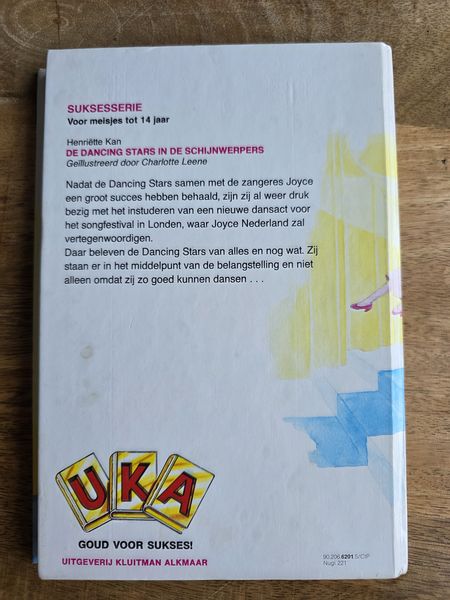 SUKSESSERIE
Voor meisjes tot 14 jaar
Henriëtte Kan
DE DANCING STARS IN DE SCHIJNWERPERS
Geïllustreerd door Charlotte Leene
Nadat de Dancing Stars samen met de zangeres Joyce
een groot succes hebben behaald, zijn zij al weer druk
bezig met het instuderen van een nieuwe dansact voor
het songfestival in Londen, waar Joyce Nederland zal
vertegenwoordigen.
Daar beleven de Dancing Stars van alles en nog wat. Zij
staan er in het middelpunt van de belangstelling en niet
alleen omdat zij zo goed kunnen dansen . . .
UKA
GOUD VOOR SUKSES!
UITGEVERIJ KLUITMAN ALKMAAR
90.206.6201.5/CIP
Nugi 221